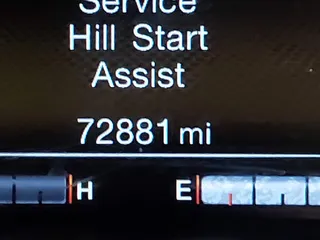 Service
Hill Start
Assist
72881 mi
H E